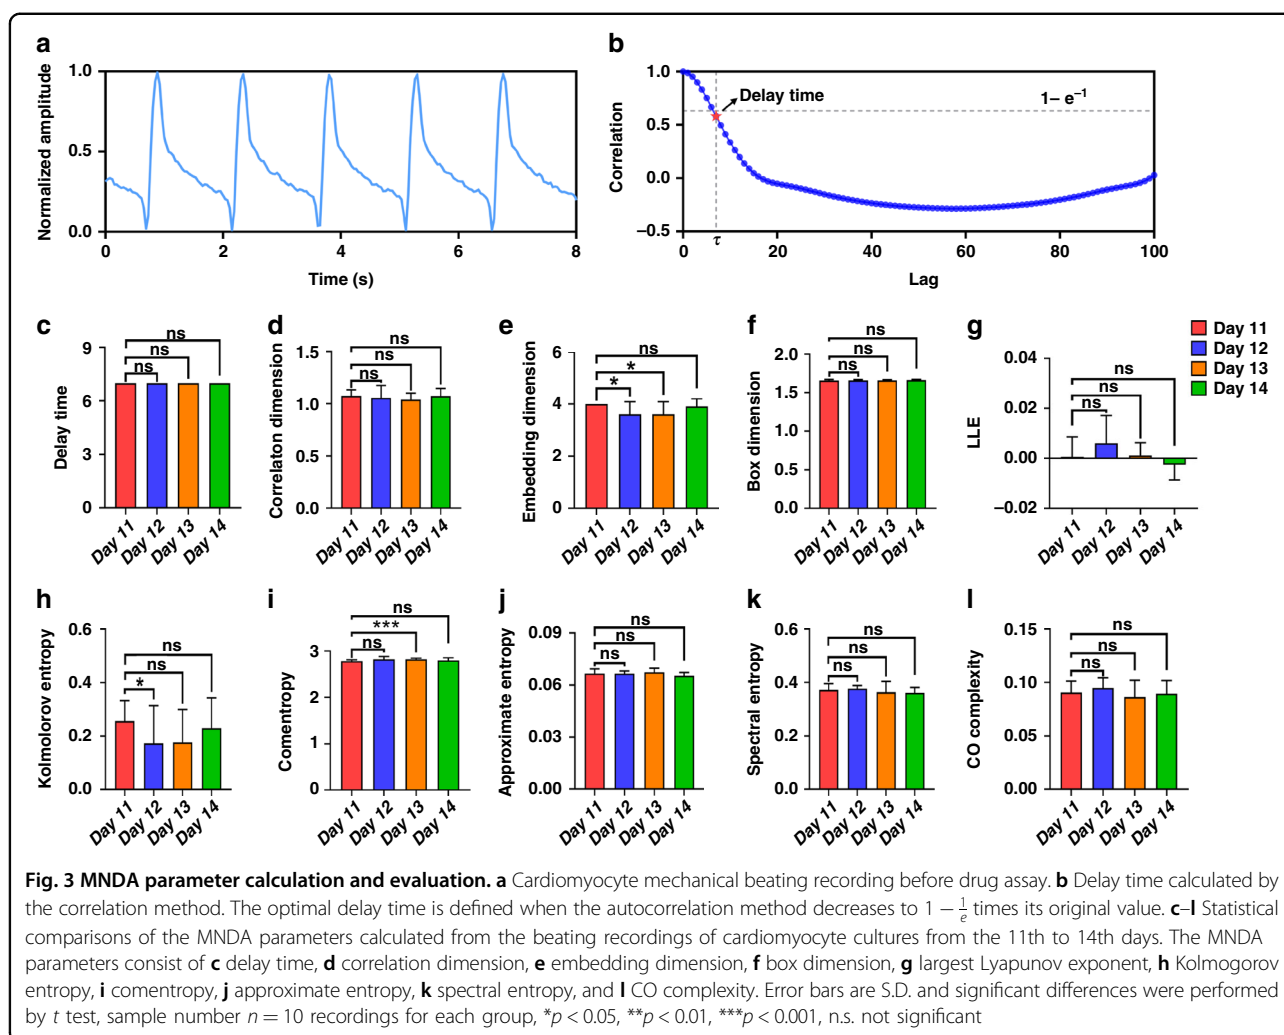 a
Normalized amplitude
1.0
0.5
0.0
0
2
4
6
8
Time (s)
b
Correlation
1.0
0.5
0.0
−0.5
Delay time
1− e⁻¹
0
τ
20
40
60
80
100
Lag
c
Delay time
9
6
3
0
ns
ns
ns
Day 11
Day 12
Day 13
Day 14
d
Correlaton dimension
1.5
1.0
0.5
0.0
ns
ns
ns
Day 11
Day 12
Day 13
Day 14
e
Embedding dimension
6
4
2
0
ns
*
*
Day 11
Day 12
Day 13
Day 14
f
Box dimension
2.0
1.5
1.0
0.5
0.0
ns
ns
ns
Day 11
Day 12
Day 13
Day 14
g
LLE
0.04
0.02
0.00
−0.02
ns
ns
ns
Day 11
Day 12
Day 13
Day 14
Day 11
Day 12
Day 13
Day 14
h
Kolmolorov entropy
0.6
0.4
0.2
0.0
ns
ns
*
Day 11
Day 12
Day 13
Day 14
i
Comentropy
3
2
1
0
ns
***
ns
Day 11
Day 12
Day 13
Day 14
j
Approximate entropy
0.09
0.06
0.03
0.00
ns
ns
ns
Day 11
Day 12
Day 13
Day 14
k
Spectral entropy
0.6
0.4
0.2
0.0
ns
ns
ns
Day 11
Day 12
Day 13
Day 14
l
CO complexity
0.15
0.10
0.05
0.00
ns
ns
ns
Day 11
Day 12
Day 13
Day 14
Fig. 3 MNDA parameter calculation and evaluation. a Cardiomyocyte mechanical beating recording before drug assay. b Delay time calculated by
the correlation method. The optimal delay time is defined when the autocorrelation method decreases to 1 − 1/e times its original value. c–l Statistical
comparisons of the MNDA parameters calculated from the beating recordings of cardiomyocyte cultures from the 11th to 14th days. The MNDA
parameters consist of c delay time, d correlation dimension, e embedding dimension, f box dimension, g largest Lyapunov exponent, h Kolmogorov
entropy, i comentropy, j approximate entropy, k spectral entropy, and l CO complexity. Error bars are S.D. and significant differences were performed
by t test, sample number n = 10 recordings for each group, *p < 0.05, **p < 0.01, ***p < 0.001, n.s. not significant